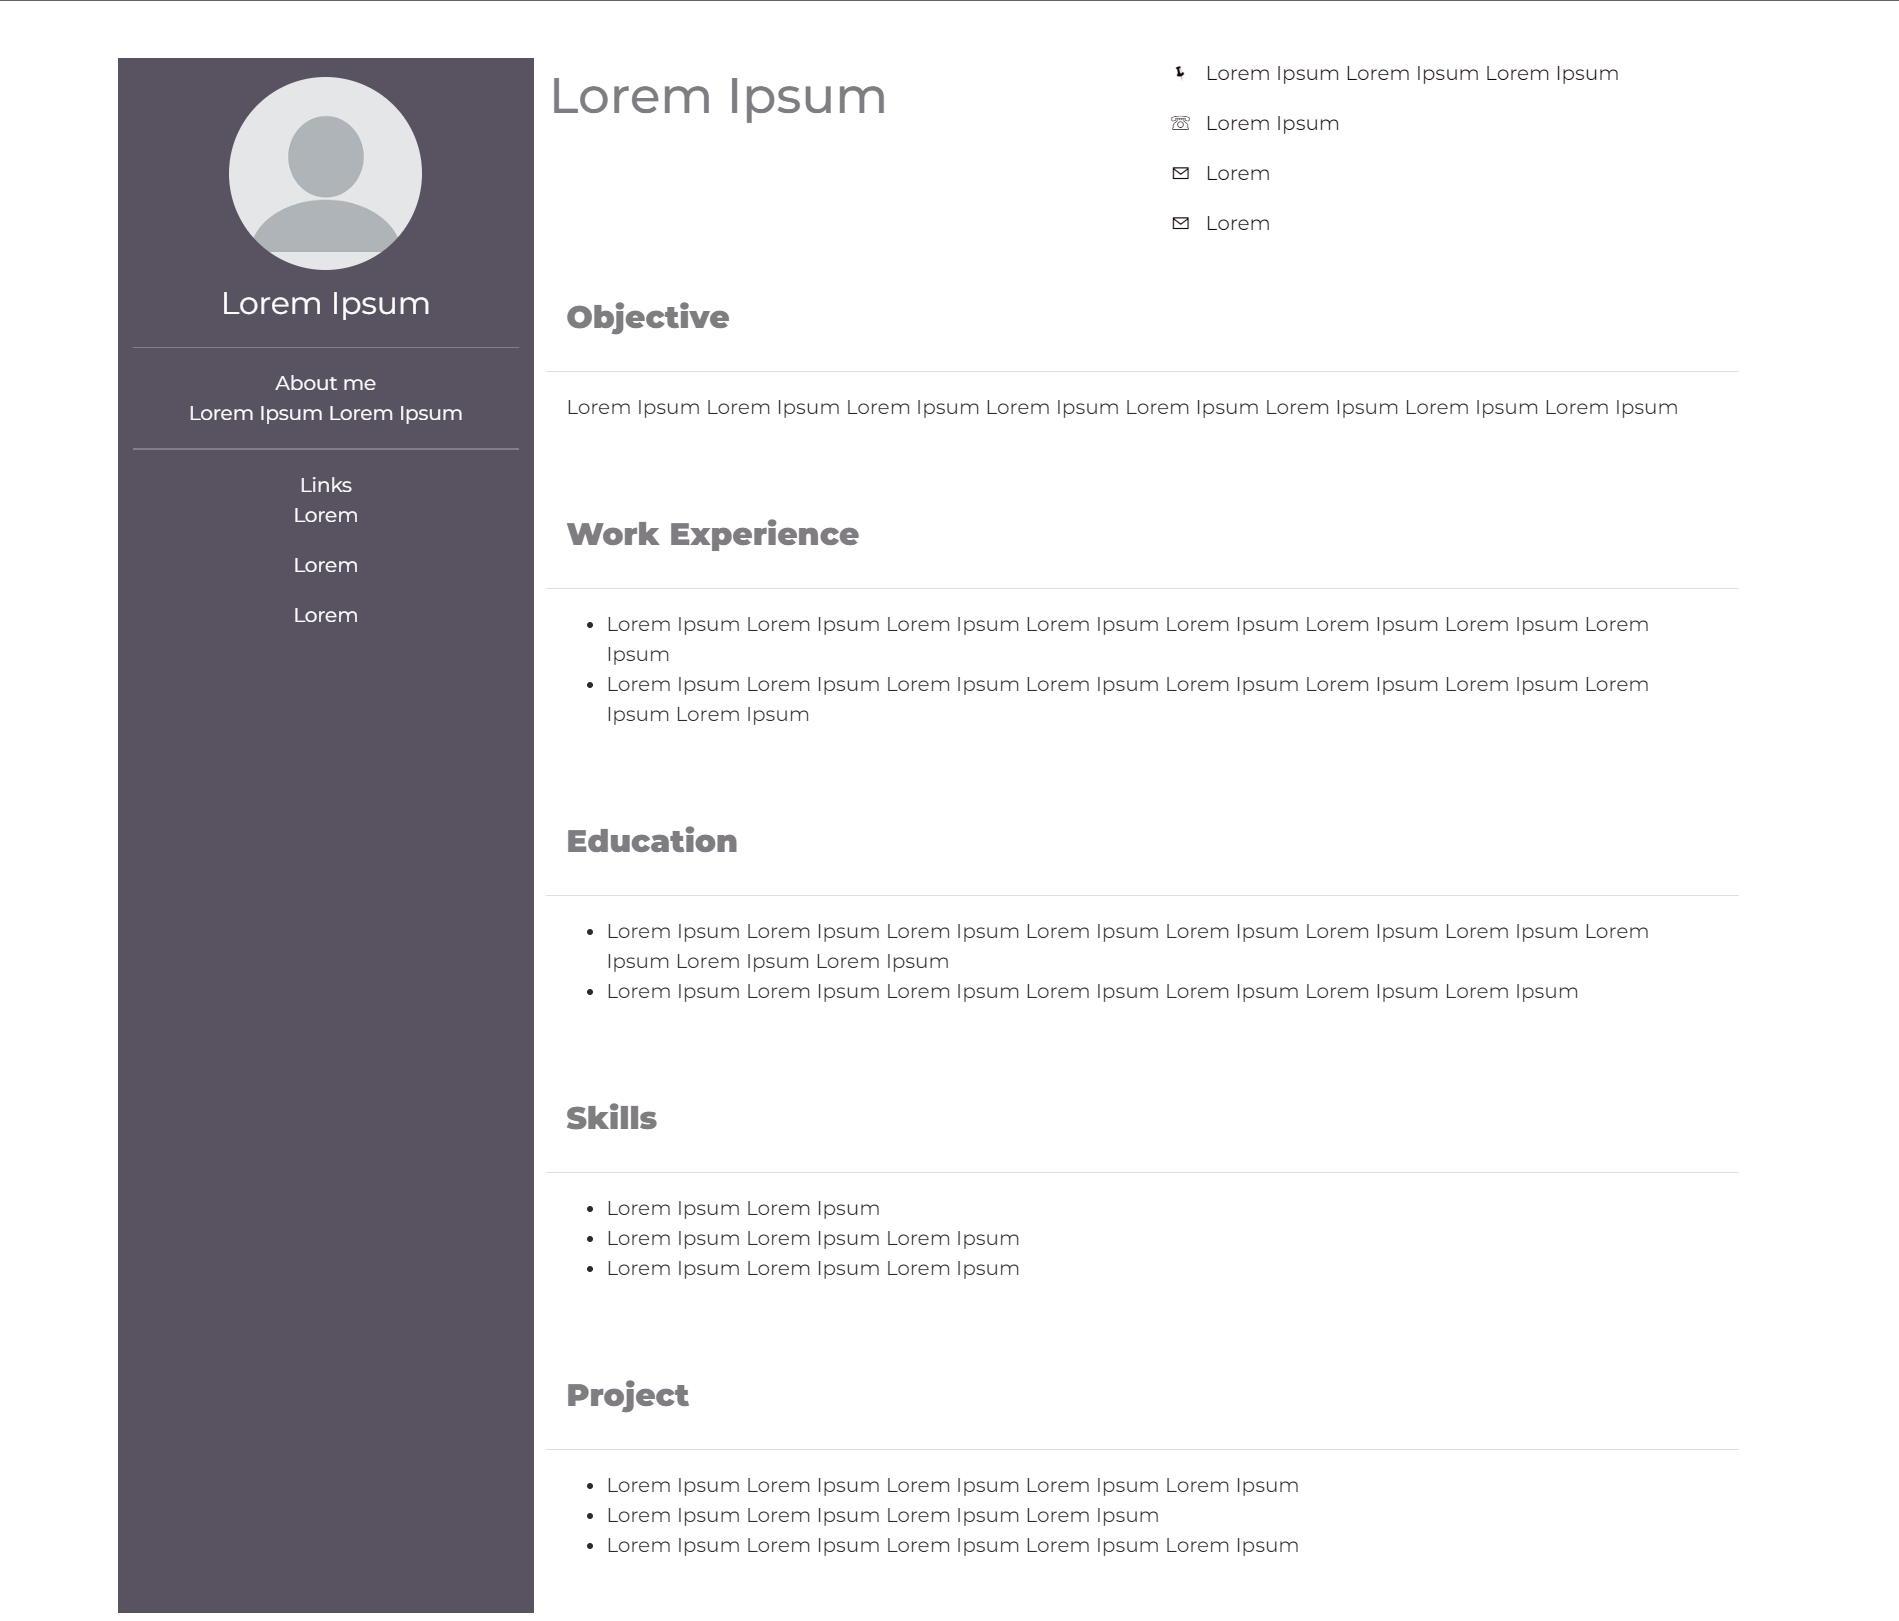 Lorem Ipsum
About me
Lorem Ipsum Lorem Ipsum
Links
Lorem
Lorem
Lorem
Lorem Ipsum
Lorem Ipsum Lorem Ipsum Lorem Ipsum
Lorem Ipsum
Lorem
Lorem
Objective
Lorem Ipsum Lorem Ipsum Lorem Ipsum Lorem Ipsum Lorem Ipsum Lorem Ipsum Lorem Ipsum Lorem Ipsum
Work Experience
• Lorem Ipsum Lorem Ipsum Lorem Ipsum Lorem Ipsum Lorem Ipsum Lorem Ipsum Lorem Ipsum Lorem
Ipsum
• Lorem Ipsum Lorem Ipsum Lorem Ipsum Lorem Ipsum Lorem Ipsum Lorem Ipsum Lorem Ipsum Lorem
Ipsum Lorem Ipsum
Education
• Lorem Ipsum Lorem Ipsum Lorem Ipsum Lorem Ipsum Lorem Ipsum Lorem Ipsum Lorem Ipsum Lorem
Ipsum Lorem Ipsum Lorem Ipsum
• Lorem Ipsum Lorem Ipsum Lorem Ipsum Lorem Ipsum Lorem Ipsum Lorem Ipsum Lorem Ipsum
Skills
• Lorem Ipsum Lorem Ipsum
• Lorem Ipsum Lorem Ipsum Lorem Ipsum
• Lorem Ipsum Lorem Ipsum Lorem Ipsum
Project
• Lorem Ipsum Lorem Ipsum Lorem Ipsum Lorem Ipsum Lorem Ipsum
• Lorem Ipsum Lorem Ipsum Lorem Ipsum Lorem Ipsum
• Lorem Ipsum Lorem Ipsum Lorem Ipsum Lorem Ipsum Lorem Ipsum